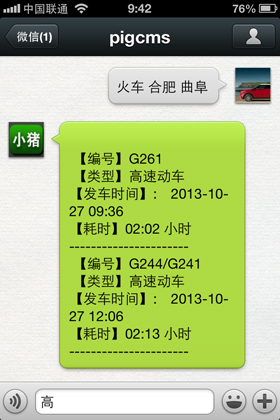 中国联通 9:42
微信(1) pigcms
火车 合肥 曲阜
小猪
【编号】G261
【类型】高速动车
【发车时间】: 2013-10-
27 09:36
【耗时】02:02 小时
----------------------
【编号】G244/G241
【类型】高速动车
【发车时间】: 2013-10-
27 12:06
【耗时】02:13 小时
----------------------
高